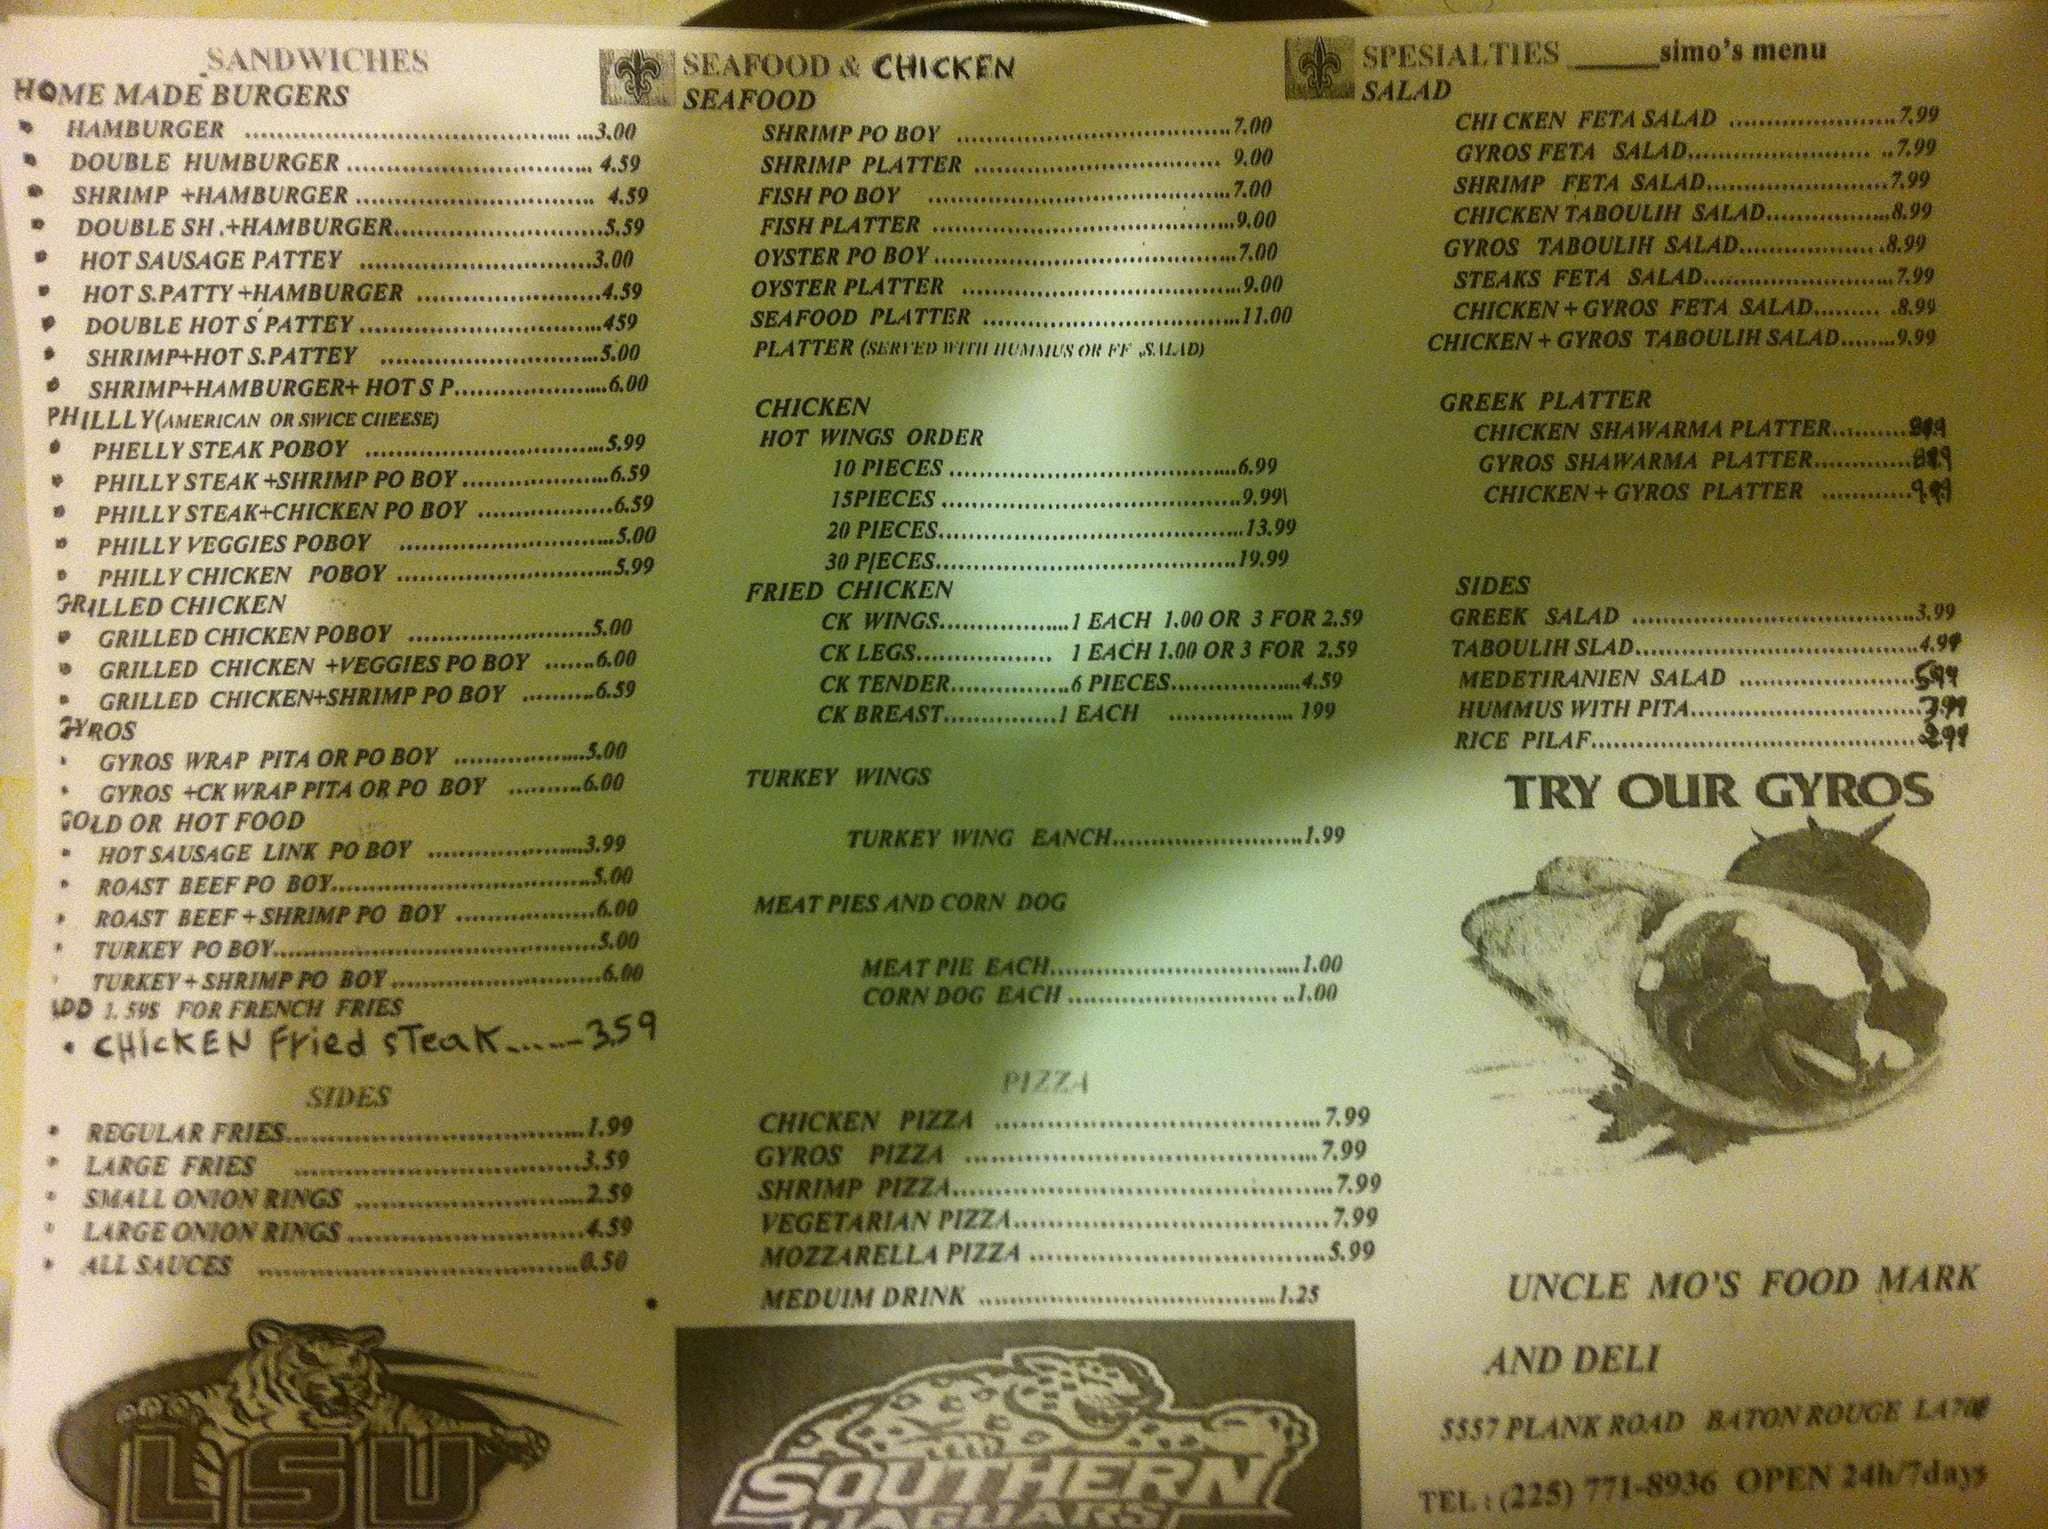 SANDWICHES
HOME MADE BURGERS
HAMBURGER ...3.00
DOUBLE HUMBURGER ... 4.59
SHRIMP +HAMBURGER ... 4.59
DOUBLE SH .+HAMBURGER...5.59
HOT SAUSAGE PATTEY ...3.00
HOT S.PATTY +HAMBURGER ...4.59
DOUBLE HOT S PATTEY ...459
SHRIMP+HOT S.PATTEY ...5.00
SHRIMP+HAMBURGER+ HOT S P...6.00
PHILLLY(AMERICAN OR SWICE CHEESE)
PHELLY STEAK POBOY ...5.99
PHILLY STEAK +SHRIMP PO BOY ...6.59
PHILLY STEAK+CHICKEN PO BOY ...6.59
PHILLY VEGGIES POBOY ...5.00
PHILLY CHICKEN POBOY ...5.99
GRILLED CHICKEN
GRILLED CHICKEN POBOY ...5.00
GRILLED CHICKEN +VEGGIES PO BOY ...6.00
GRILLED CHICKEN+SHRIMP PO BOY ...6.59
GYROS
GYROS WRAP PITA OR PO BOY ...5.00
GYROS +CK WRAP PITA OR PO BOY ...6.00
COLD OR HOT FOOD
HOT SAUSAGE LINK PO BOY ...3.99
ROAST BEEF PO BOY...5.00
ROAST BEEF + SHRIMP PO BOY ...6.00
TURKEY PO BOY...5.00
TURKEY + SHRIMP PO BOY ...6.00
ADD 1. 59$ FOR FRENCH FRIES
CHICKEN Fried STEAK...3.59
SIDES
REGULAR FRIES...1.99
LARGE FRIES ...3.59
SMALL ONION RINGS ...2.59
LARGE ONION RINGS ...4.59
ALL SAUCES ...0.50
LSU
SEAFOOD & CHICKEN
SEAFOOD
SHRIMP PO BOY ...7.00
SHRIMP PLATTER ... 9.00
FISH PO BOY ...7.00
FISH PLATTER ...9.00
OYSTER PO BOY ...7.00
OYSTER PLATTER ...9.00
SEAFOOD PLATTER ...11.00
PLATTER (SERVED WITH HUMMUS OR FF ,SALAD)
CHICKEN
HOT WINGS ORDER
10 PIECES ...6.99
15PIECES ...9.99\
20 PIECES...13.99
30 PIECES...19.99
FRIED CHICKEN
CK WINGS...1 EACH 1.00 OR 3 FOR 2.59
CK LEGS... 1 EACH 1.00 OR 3 FOR 2.59
CK TENDER...6 PIECES...4.59
CK BREAST...1 EACH ... 199
TURKEY WINGS
TURKEY WING EANCH...1.99
MEAT PIES AND CORN DOG
MEAT PIE EACH...1.00
CORN DOG EACH ...1.00
PIZZA
CHICKEN PIZZA ...7.99
GYROS PIZZA ...7.99
SHRIMP PIZZA...7.99
VEGETARIAN PIZZA...7.99
MOZZARELLA PIZZA ...5.99
MEDUIM DRINK ...1.25
SOUTHERN
JAGUARS
SPESIALTIES ______simo's menu
SALAD
CHI CKEN FETA SALAD ...7.99
GYROS FETA SALAD... ..7.99
SHRIMP FETA SALAD...7.99
CHICKEN TABOULIH SALAD...8.99
GYROS TABOULIH SALAD... .8.99
STEAKS FETA SALAD...7.99
CHICKEN + GYROS FETA SALAD... .8.99
CHICKEN + GYROS TABOULIH SALAD...9.99
GREEK PLATTER
CHICKEN SHAWARMA PLATTER...
GYROS SHAWARMA PLATTER...
CHICKEN + GYROS PLATTER ...9.99
SIDES
GREEK SALAD ...3.99
TABOULIH SLAD...4.99
MEDETIRANIEN SALAD ...5.99
HUMMUS WITH PITA...3.99
RICE PILAF...2.99
TRY OUR GYROS
UNCLE MO'S FOOD MARK
AND DELI
5557 PLANK ROAD BATON ROUGE LA
TEL : (225) 771-8936 OPEN 24h/7days